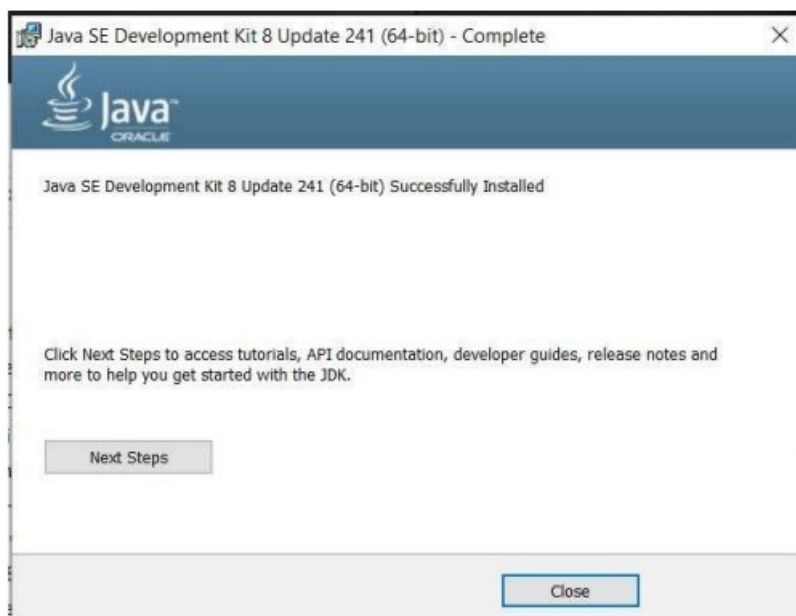 Java SE Development Kit 8 Update 241 (64-bit) - Complete
Java™
ORACLE
Java SE Development Kit 8 Update 241 (64-bit) Successfully Installed
Click Next Steps to access tutorials, API documentation, developer guides, release notes and
more to help you get started with the JDK.
Next Steps
Close